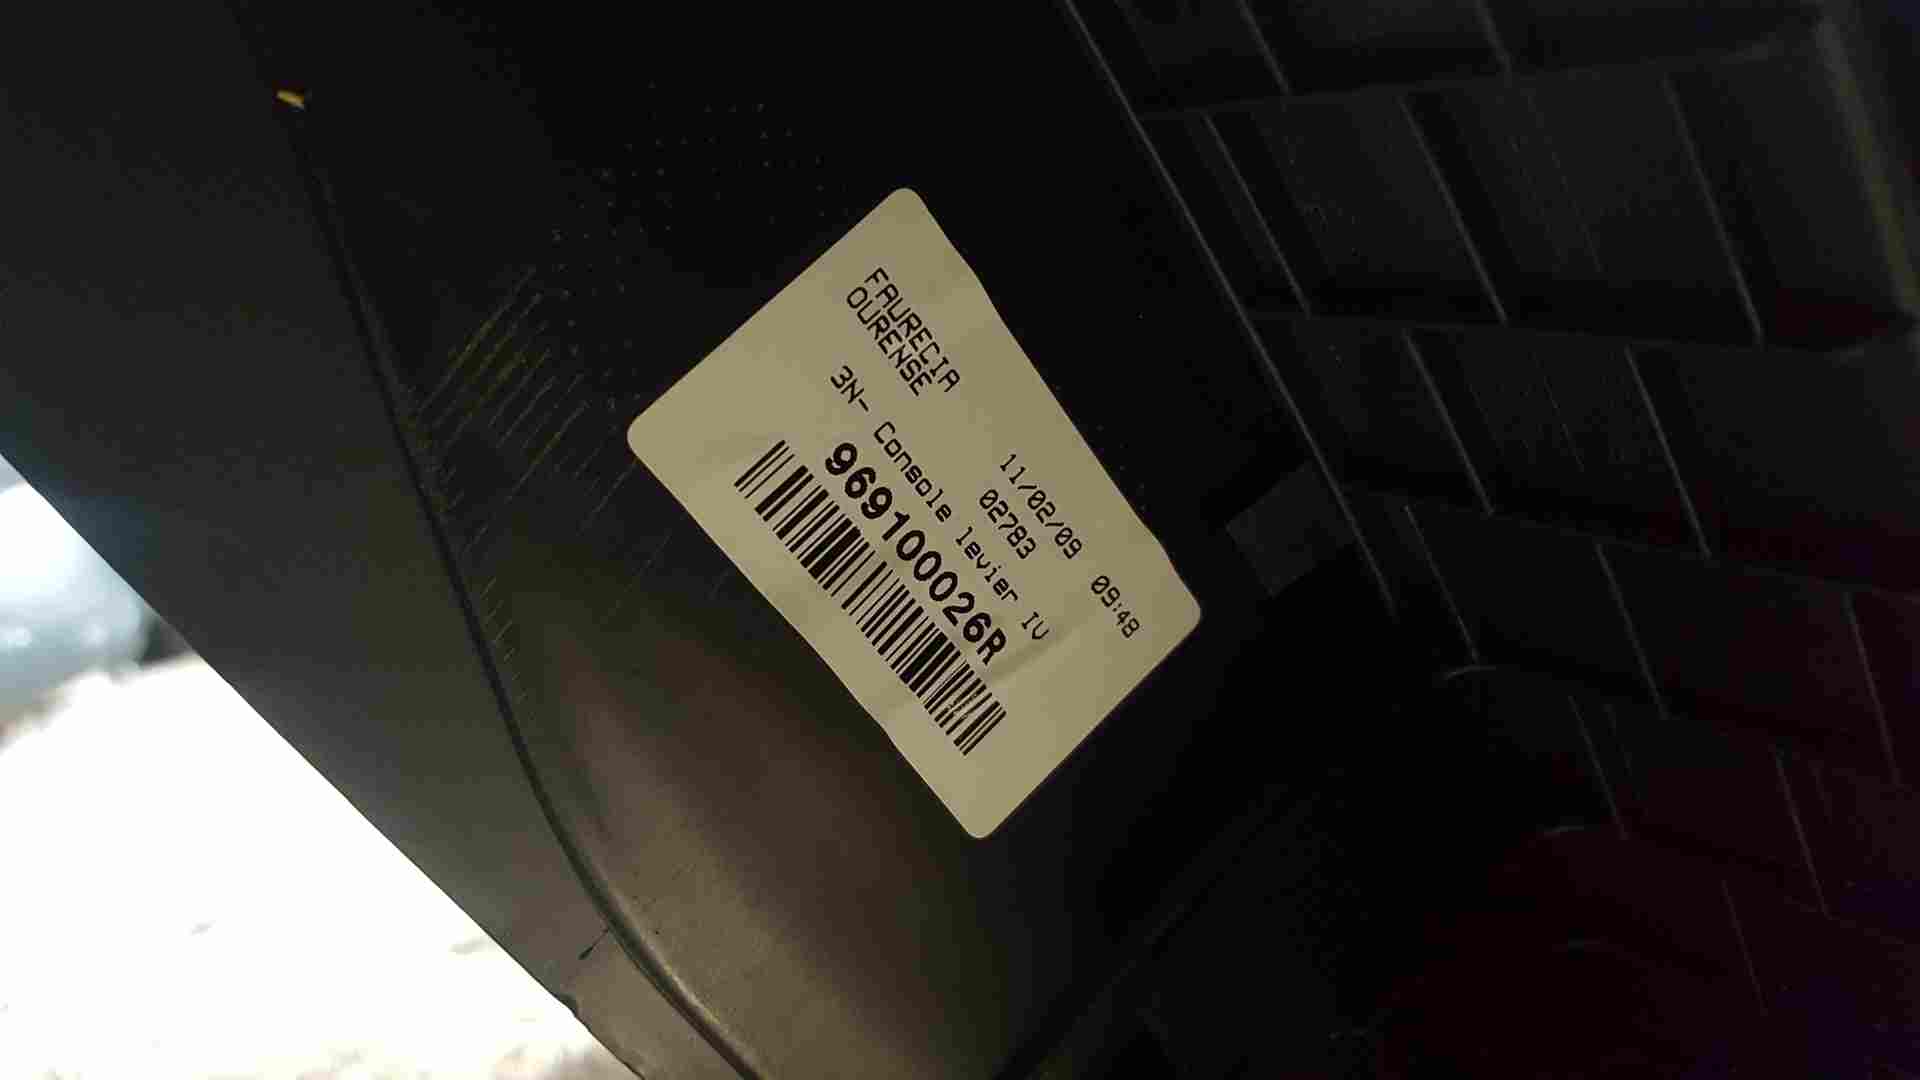 FAURECIA
OURENSE
11/02/09 09:48
02783
3N- Console levier IV
969100026R